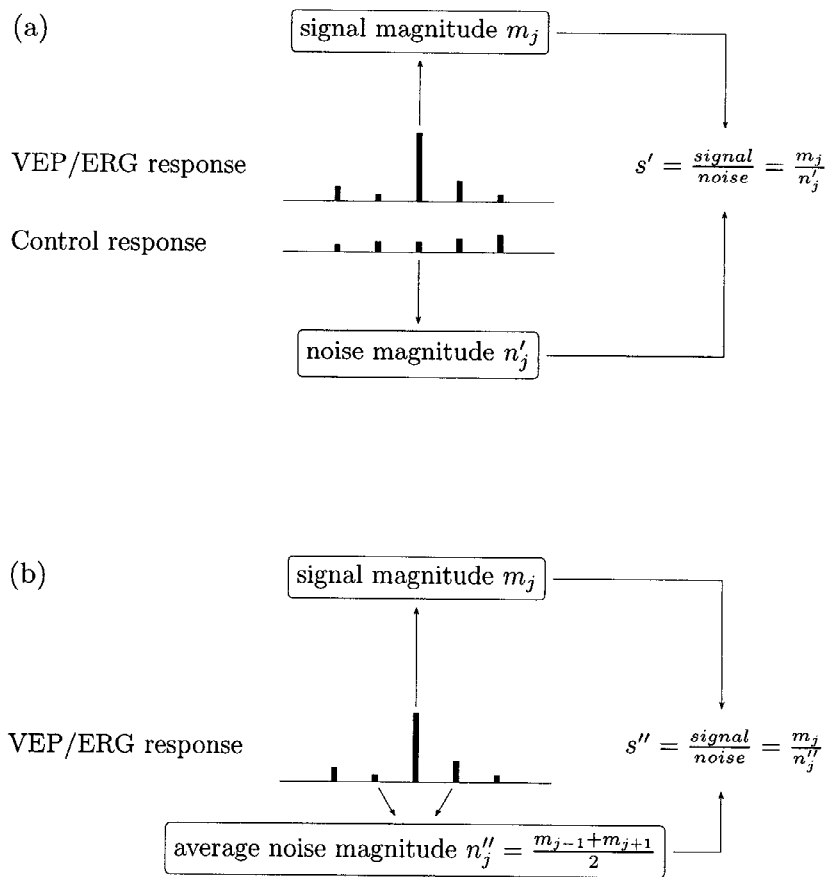 (a)
signal magnitude m_j
VEP/ERG response
s′ = signal/noise = m_j/n′_j
Control response
noise magnitude n′_j
(b)
signal magnitude m_j
VEP/ERG response
s″ = signal/noise = m_j/n″_j
average noise magnitude n″_j = (m_{j−1}+m_{j+1})/2